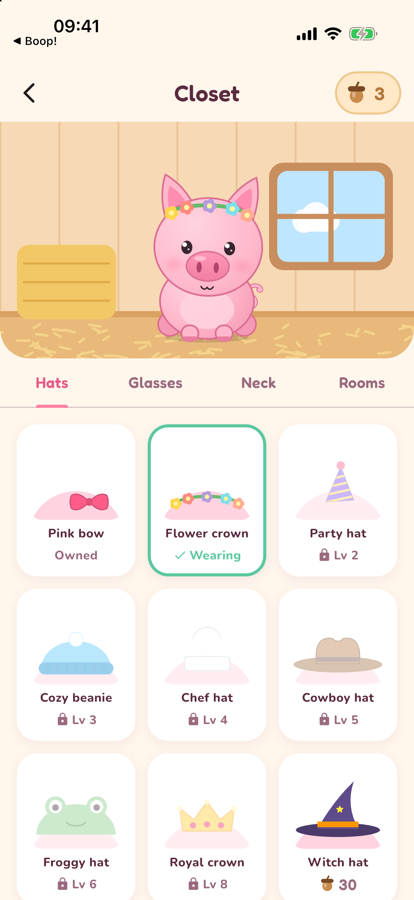 09:41
◀ Boop!
Closet
3
Hats
Glasses
Neck
Rooms
Pink bow
Owned
Flower crown
✓ Wearing
Party hat
Lv 2
Cozy beanie
Lv 3
Chef hat
Lv 4
Cowboy hat
Lv 5
Froggy hat
Lv 6
Royal crown
Lv 8
Witch hat
30